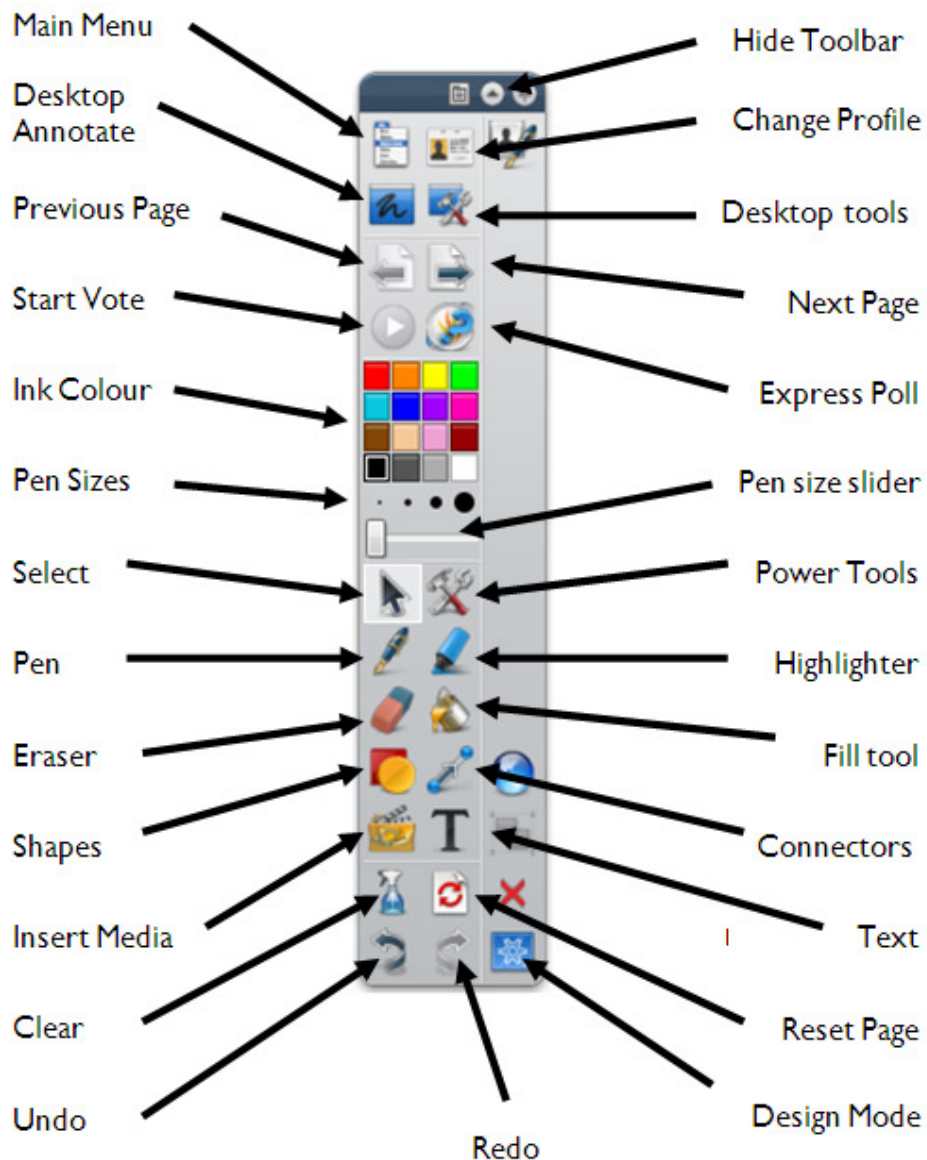 Main Menu
Hide Toolbar
Desktop
Annotate
Change Profile
Previous Page
Desktop tools
Start Vote
Next Page
Ink Colour
Express Poll
Pen Sizes
Pen size slider
Select
Power Tools
Pen
Highlighter
Eraser
Fill tool
Shapes
Connectors
T
Insert Media
Text
Clear
Reset Page
Undo
Design Mode
Redo